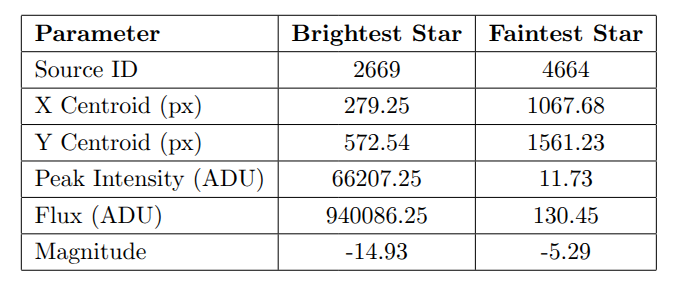 Parameter Brightest Star Faintest Star
Source ID 2669 4664
X Centroid (px) 279.25 1067.68
Y Centroid (px) 572.54 1561.23
Peak Intensity (ADU) 66207.25 11.73
Flux (ADU) 940086.25 130.45
Magnitude -14.93 -5.29